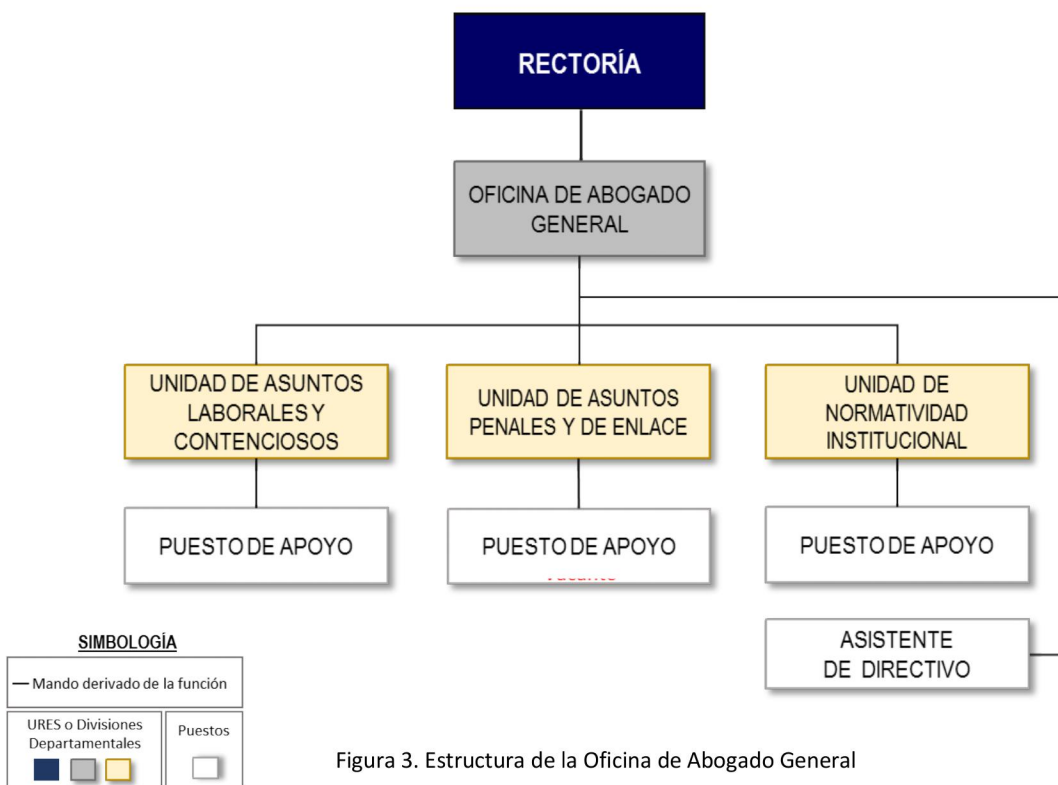 RECTORÍA
OFICINA DE ABOGADO
GENERAL
UNIDAD DE ASUNTOS
LABORALES Y
CONTENCIOSOS
UNIDAD DE ASUNTOS
PENALES Y DE ENLACE
UNIDAD DE
NORMATIVIDAD
INSTITUCIONAL
PUESTO DE APOYO
PUESTO DE APOYO
PUESTO DE APOYO
ASISTENTE
DE DIRECTIVO
SIMBOLOGÍA
Mando derivado de la función
URES o Divisiones
Departamentales
Puestos
Figura 3. Estructura de la Oficina de Abogado General